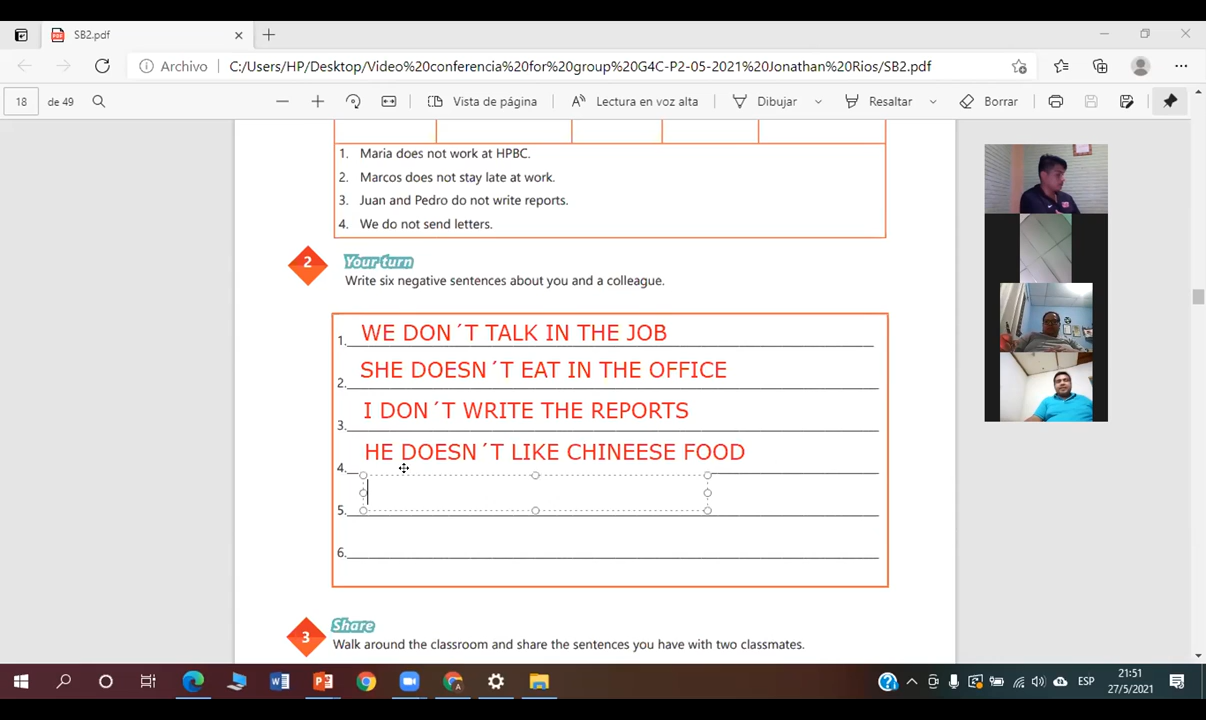 SB2.pdf
Archivo
C:/Users/HP/Desktop/Video%20conferencia%20for%20group%20G4C-P2-05-2021%20Jonathan%20Rios/SB2.pdf
18
de 49
Vista de página
Lectura en voz alta
Dibujar
Resaltar
Borrar
1. Maria does not work at HPBC.
2. Marcos does not stay late at work.
3. Juan and Pedro do not write reports.
4. We do not send letters.
2
Your turn
Write six negative sentences about you and a colleague.
1. WE DON´T TALK IN THE JOB
2. SHE DOESN´T EAT IN THE OFFICE
3. I DON´T WRITE THE REPORTS
4. HE DOESN´T LIKE CHINEESE FOOD
5.
6.
3
Share
Walk around the classroom and share the sentences you have with two classmates.
ESP
21:51
27/5/2021